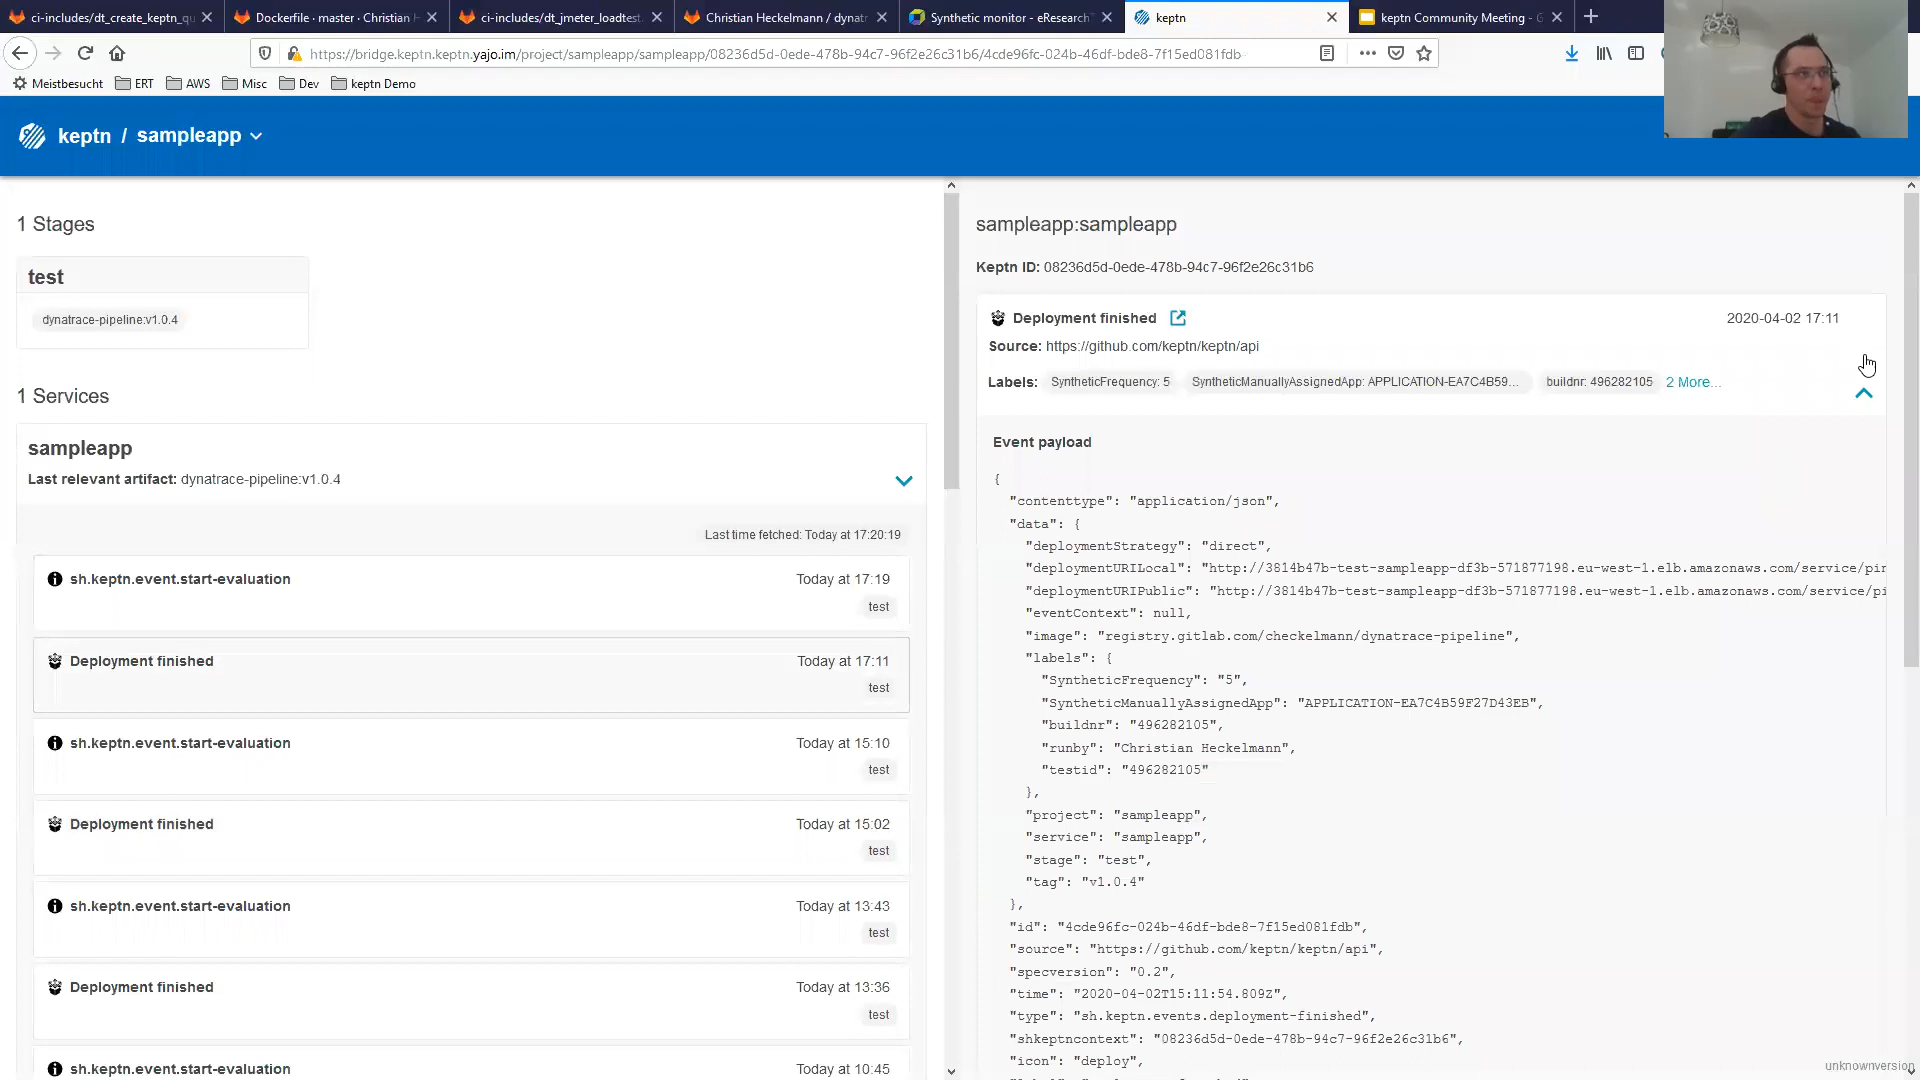 ci-includes/dt_create_keptn_qu
Dockerfile · master · Christian H
ci-includes/dt_jmeter_loadtest.
Christian Heckelmann / dynatr
Synthetic monitor - eResearch
keptn
keptn Community Meeting - G
https://bridge.keptn.keptn.yajo.im/project/sampleapp/sampleapp/08236d5d-0ede-478b-94c7-96f2e26c31b6/4cde96fc-024b-46df-bde8-7f15ed081fdb
Meistbesucht
ERT
AWS
Misc
Dev
keptn Demo
keptn / sampleapp
1 Stages
test
dynatrace-pipeline:v1.0.4
1 Services
sampleapp
Last relevant artifact: dynatrace-pipeline:v1.0.4
Last time fetched: Today at 17:20:19
sh.keptn.event.start-evaluation Today at 17:19
test
Deployment finished Today at 17:11
test
sh.keptn.event.start-evaluation Today at 15:10
test
Deployment finished Today at 15:02
test
sh.keptn.event.start-evaluation Today at 13:43
test
Deployment finished Today at 13:36
test
sh.keptn.event.start-evaluation Today at 10:45
sampleapp:sampleapp
Keptn ID: 08236d5d-0ede-478b-94c7-96f2e26c31b6
Deployment finished 2020-04-02 17:11
Source: https://github.com/keptn/keptn/api
Labels: SyntheticFrequency: 5 SyntheticManuallyAssignedApp: APPLICATION-EA7C4B59... buildnr: 496282105 2 More...
Event payload
{
"contenttype": "application/json",
"data": {
"deploymentStrategy": "direct",
"deploymentURILocal": "http://3814b47b-test-sampleapp-df3b-571877198.eu-west-1.elb.amazonaws.com/service/pin
"deploymentURIPublic": "http://3814b47b-test-sampleapp-df3b-571877198.eu-west-1.elb.amazonaws.com/service/pi
"eventContext": null,
"image": "registry.gitlab.com/checkelmann/dynatrace-pipeline",
"labels": {
"SyntheticFrequency": "5",
"SyntheticManuallyAssignedApp": "APPLICATION-EA7C4B59F27D43EB",
"buildnr": "496282105",
"runby": "Christian Heckelmann",
"testid": "496282105"
},
"project": "sampleapp",
"service": "sampleapp",
"stage": "test",
"tag": "v1.0.4"
},
"id": "4cde96fc-024b-46df-bde8-7f15ed081fdb",
"source": "https://github.com/keptn/keptn/api",
"specversion": "0.2",
"time": "2020-04-02T15:11:54.809Z",
"type": "sh.keptn.events.deployment-finished",
"shkeptncontext": "08236d5d-0ede-478b-94c7-96f2e26c31b6",
"icon": "deploy",
unknownversion